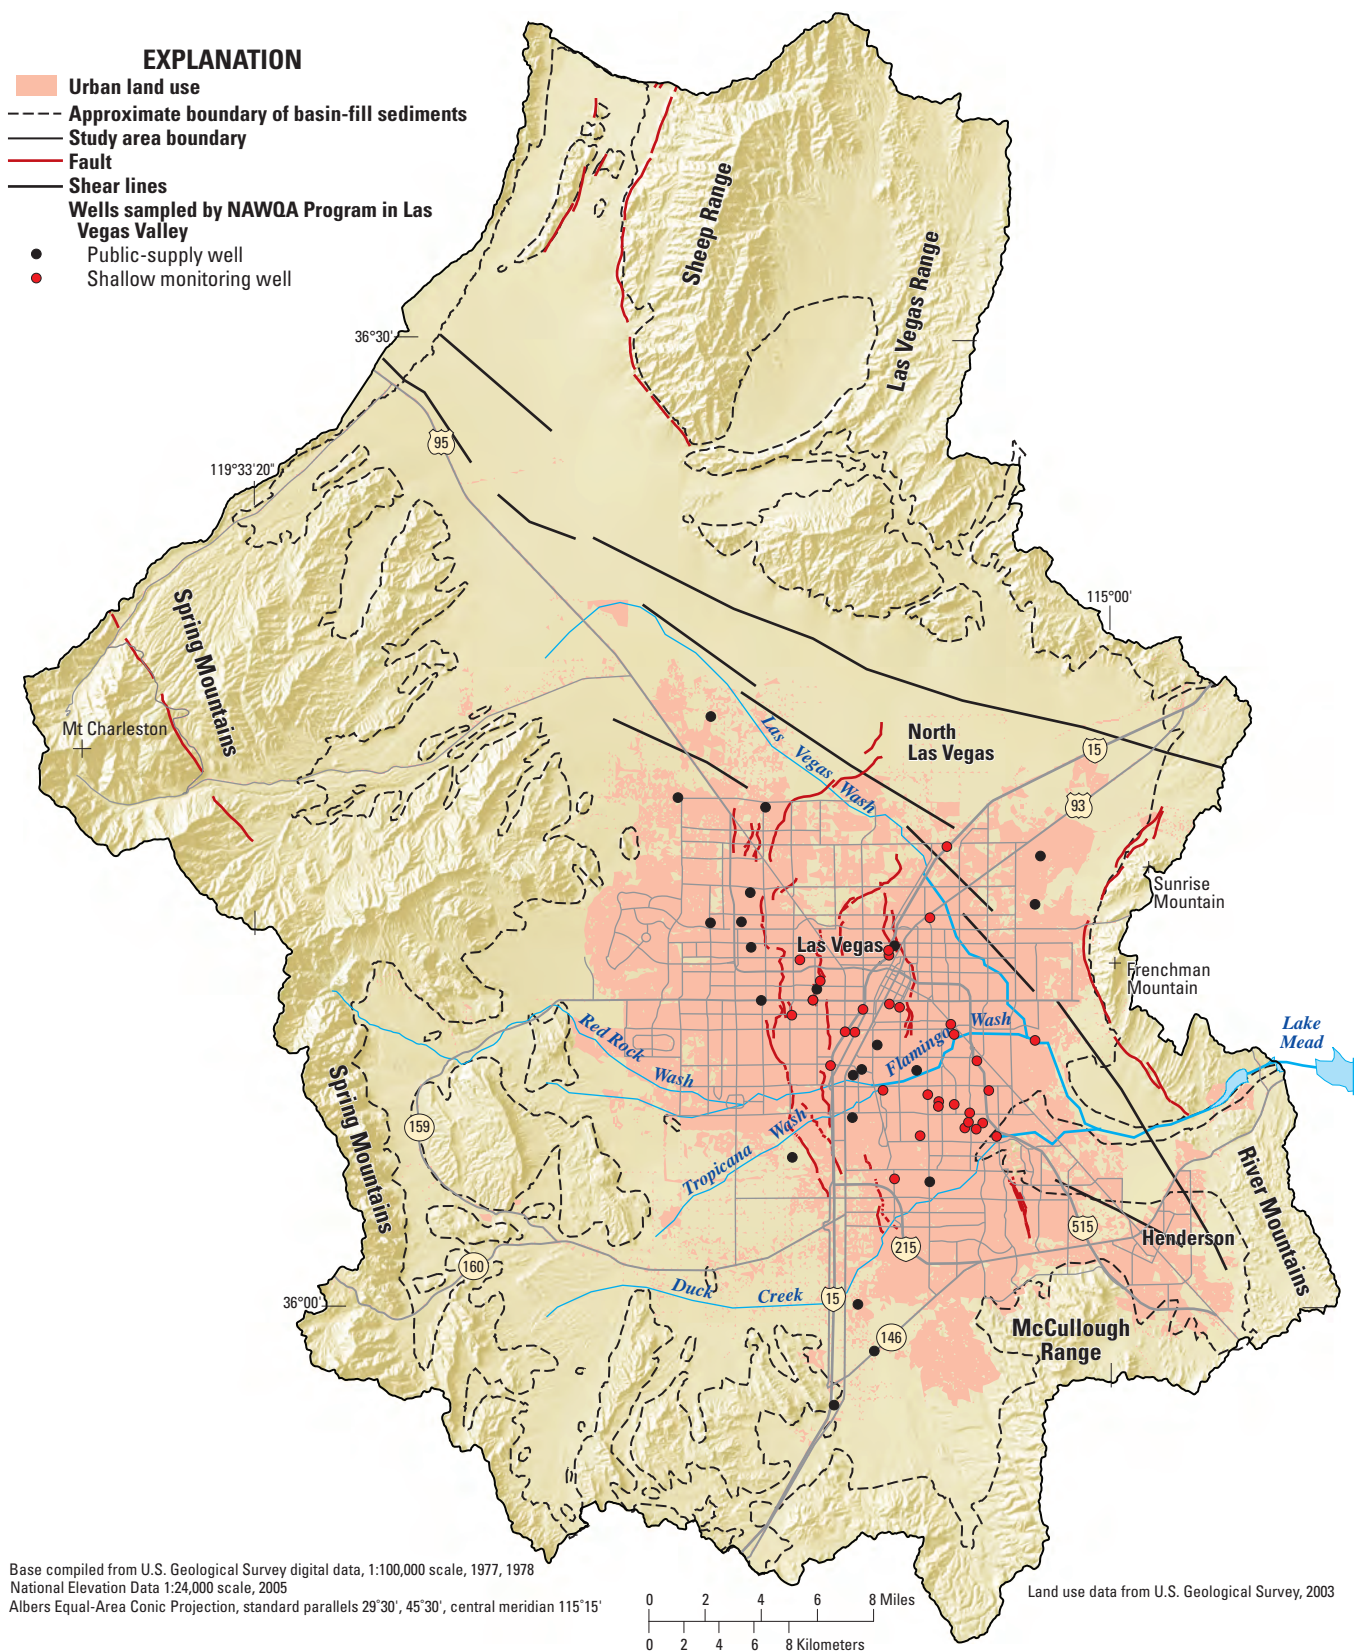 EXPLANATION
Urban land use
Approximate boundary of basin-fill sediments
Study area boundary
Fault
Shear lines
Wells sampled by NAWQA Program in Las
Vegas Valley
Public-supply well
Shallow monitoring well
Sheep Range
Las Vegas Range
36°30'
95
119°33'20"
115°00'
Spring Mountains
Mt Charleston
Las Vegas Wash
North
Las Vegas
15
93
Sunrise
Mountain
Las Vegas
Frenchman
Mountain
Red Rock Wash
Flamingo Wash
Lake
Mead
Spring Mountains
159
Tropicana Wash
River Mountains
515
Henderson
215
160
Duck Creek
15
36°00'
146
McCullough
Range
Base compiled from U.S. Geological Survey digital data, 1:100,000 scale, 1977, 1978
National Elevation Data 1:24,000 scale, 2005
Albers Equal-Area Conic Projection, standard parallels 29°30', 45°30', central meridian 115°15'
0 2 4 6 8 Miles
0 2 4 6 8 Kilometers
Land use data from U.S. Geological Survey, 2003